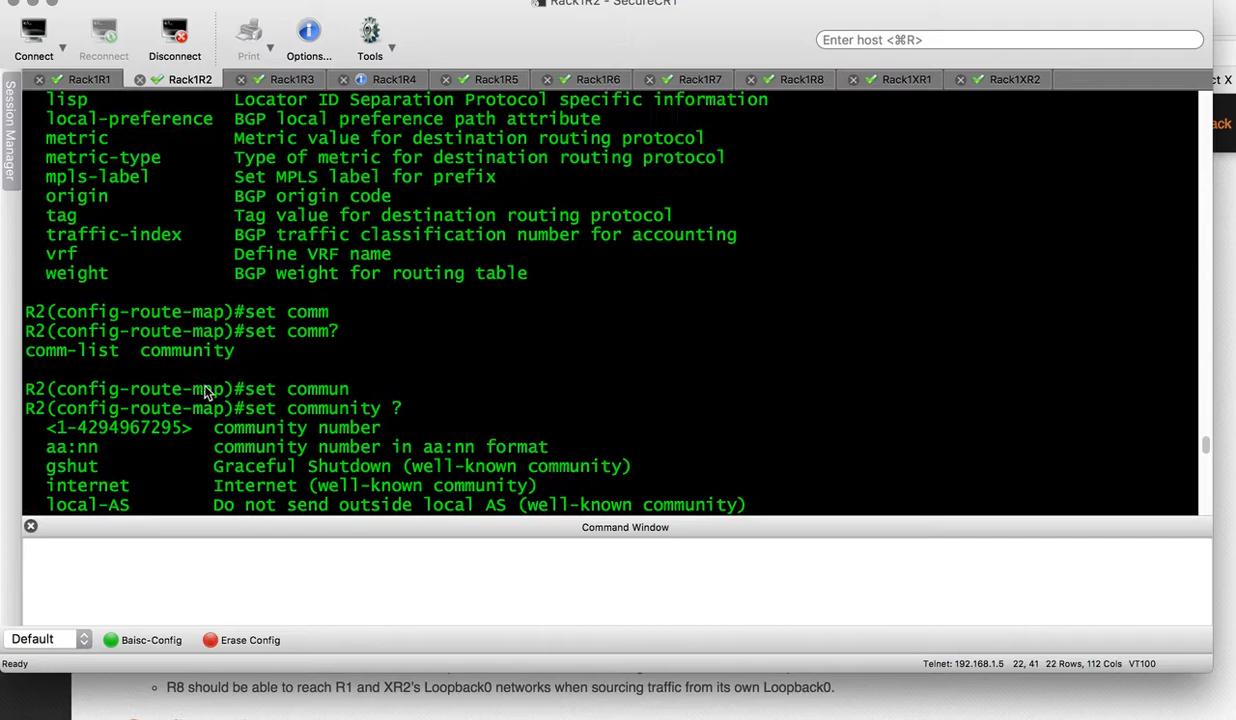 Rack1R2 - SecureCRT
Connect
Reconnect
Disconnect
Print
Options...
Tools
Enter host <⌘R>
Session Manager
Rack1R1
Rack1R2
Rack1R3
Rack1R4
Rack1R5
Rack1R6
Rack1R7
Rack1R8
Rack1XR1
Rack1XR2
ct X
ack
lisp Locator ID Separation Protocol specific information
local-preference BGP local preference path attribute
metric Metric value for destination routing protocol
metric-type Type of metric for destination routing protocol
mpls-label Set MPLS label for prefix
origin BGP origin code
tag Tag value for destination routing protocol
traffic-index BGP traffic classification number for accounting
vrf Define VRF name
weight BGP weight for routing table
R2(config-route-map)#set comm
R2(config-route-map)#set comm?
comm-list community
R2(config-route-map)#set commun
R2(config-route-map)#set community ?
<1-4294967295> community number
aa:nn community number in aa:nn format
gshut Graceful Shutdown (well-known community)
internet Internet (well-known community)
local-AS Do not send outside local AS (well-known community)
Command Window
Default
Baisc-Config
Erase Config
Ready
Telnet: 192.168.1.5 22, 41 22 Rows, 112 Cols VT100
R8 should be able to reach R1 and XR2's Loopback0 networks when sourcing traffic from its own Loopback0.